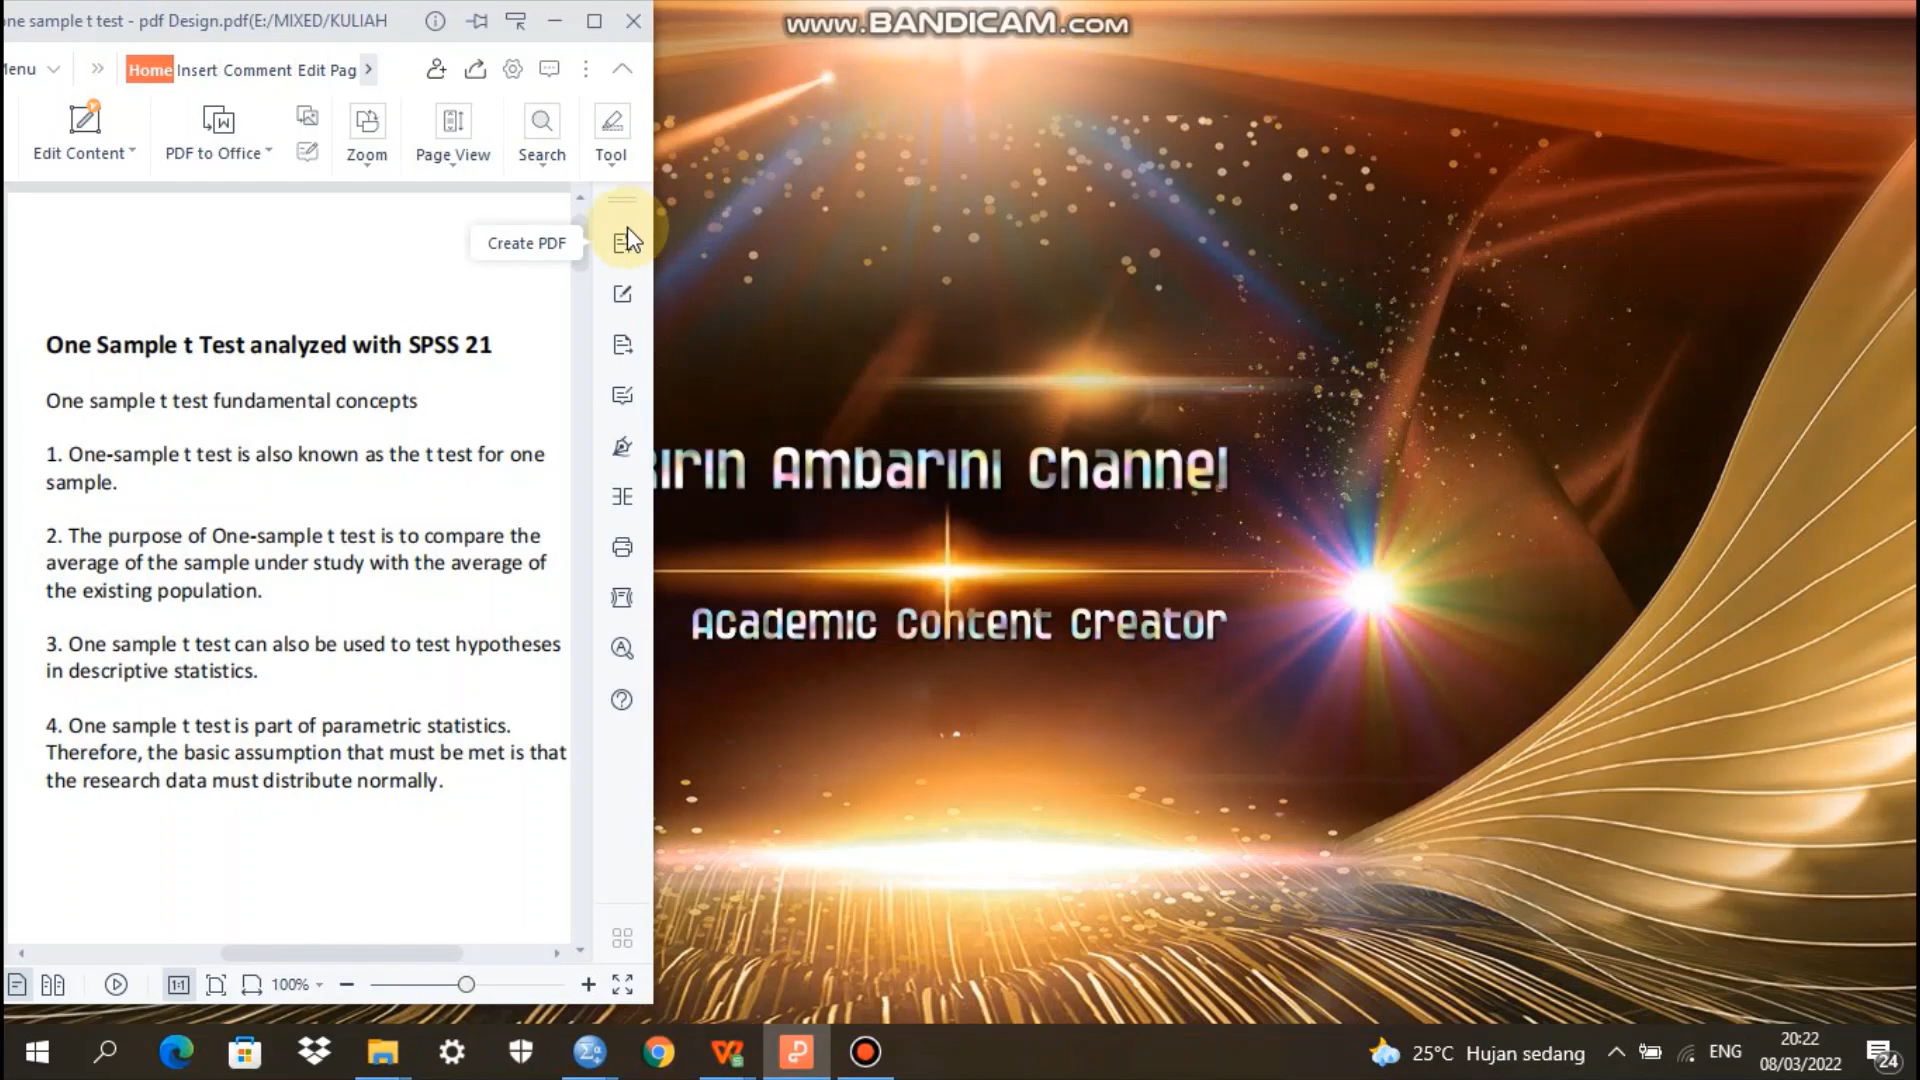 one sample t test - pdf Design.pdf(E:/MIXED/KULIAH
www.BANDICAM.com
Home Insert Comment Edit Pag
Edit Content
PDF to Office
Zoom
Page View
Search
Tool
Create PDF
One Sample t Test analyzed with SPSS 21
One sample t test fundamental concepts
1. One-sample t test is also known as the t test for one
sample.
2. The purpose of One-sample t test is to compare the
average of the sample under study with the average of
the existing population.
3. One sample t test can also be used to test hypotheses
in descriptive statistics.
4. One sample t test is part of parametric statistics.
Therefore, the basic assumption that must be met is that
the research data must distribute normally.
Ambarini Channel
Academic Content Creator
1:1
100%
25°C Hujan sedang
ENG
20:22
08/03/2022
24